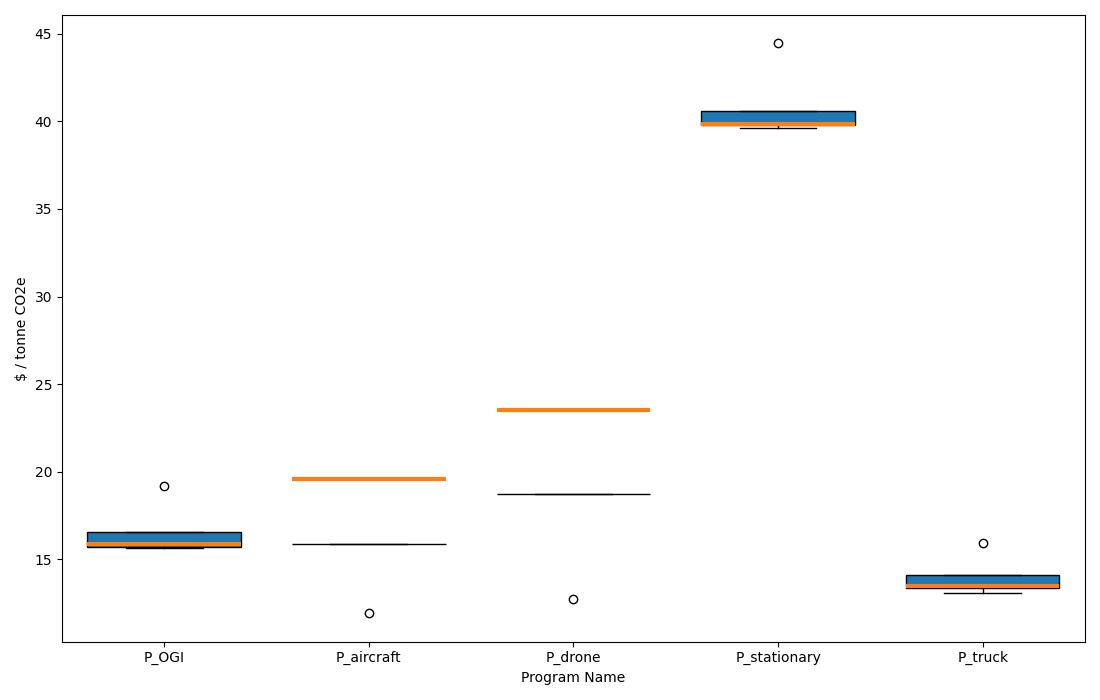 $ / tonne CO2e
45
40
35
30
25
20
15
P_OGI
P_aircraft
P_drone
P_stationary
P_truck
Program Name